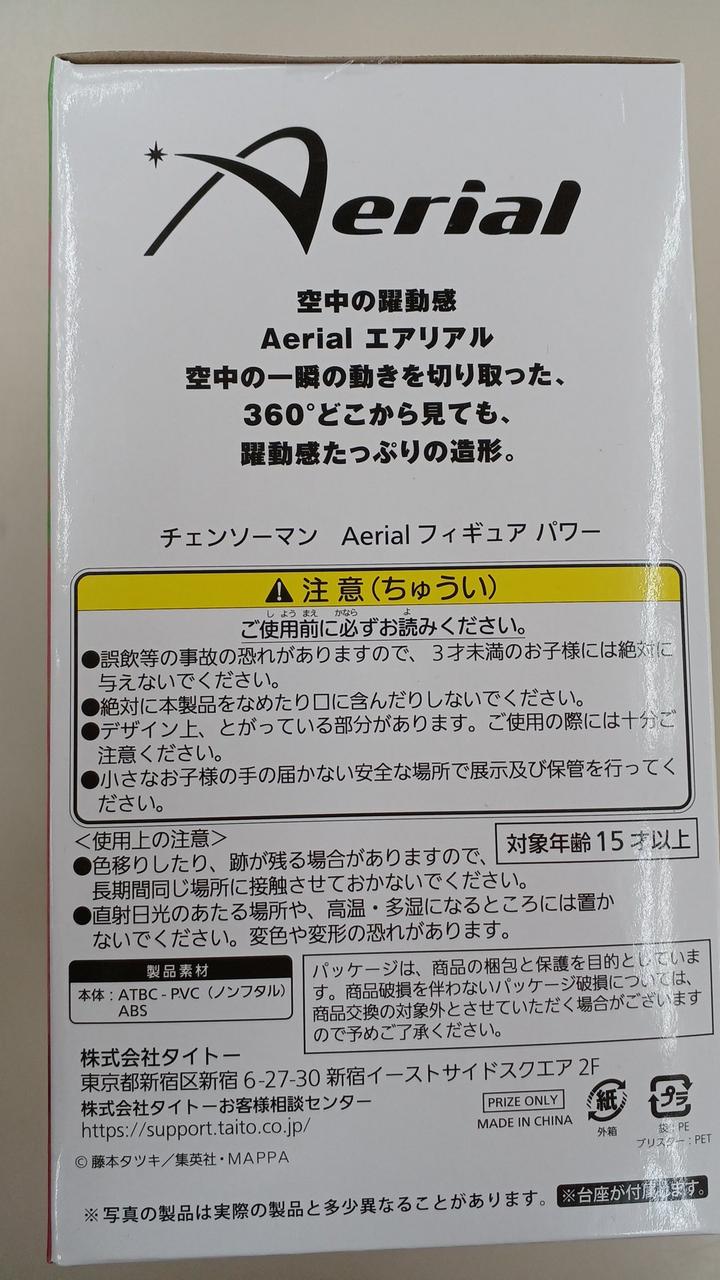 Aerial
空中の躍動感
Aerial エアリアル
空中の一瞬の動きを切り取った、
360°どこから見ても、
躍動感たっぷりの造形。
チェンソーマン Aerial フィギュア パワー
注意(ちゅうい)
しようまえ かなら よ
ご使用前に必ずお読みください。
●誤飲等の事故の恐れがありますので、3才未満のお子様には絶対に
与えないでください。
●絶対に本製品をなめたり口に含んだりしないでください。
●デザイン上、とがっている部分があります。ご使用の際には十分ご
注意ください。
●小さなお子様の手の届かない安全な場所で展示及び保管を行ってく
ださい。
<使用上の注意>
対象年齢15才以上
●色移りしたり、跡が残る場合がありますので、
長期間同じ場所に接触させておかないでください。
●直射日光のあたる場所や、高温・多湿になるところには置か
ないでください。変色や変形の恐れがあります。
製品素材
本体:ATBC-PVC(ノンフタル)
ABS
パッケージは、商品の梱包と保護を目的としていま
す。商品破損を伴わないパッケージ破損については、
商品交換の対象外とさせていただく場合がございます
ので予めご了承ください。
株式会社タイトー
東京都新宿区新宿 6-27-30 新宿イーストサイドスクエア 2F
株式会社タイトーお客様相談センター
https://support.taito.co.jp/
PRIZE ONLY
MADE IN CHINA
紙
外箱
プラ
袋:PE
ブリスター:PET
© 藤本タツキ/集英社・MAPPA
※写真の製品は実際の製品と多少異なることがあります。
※台座が付属します。